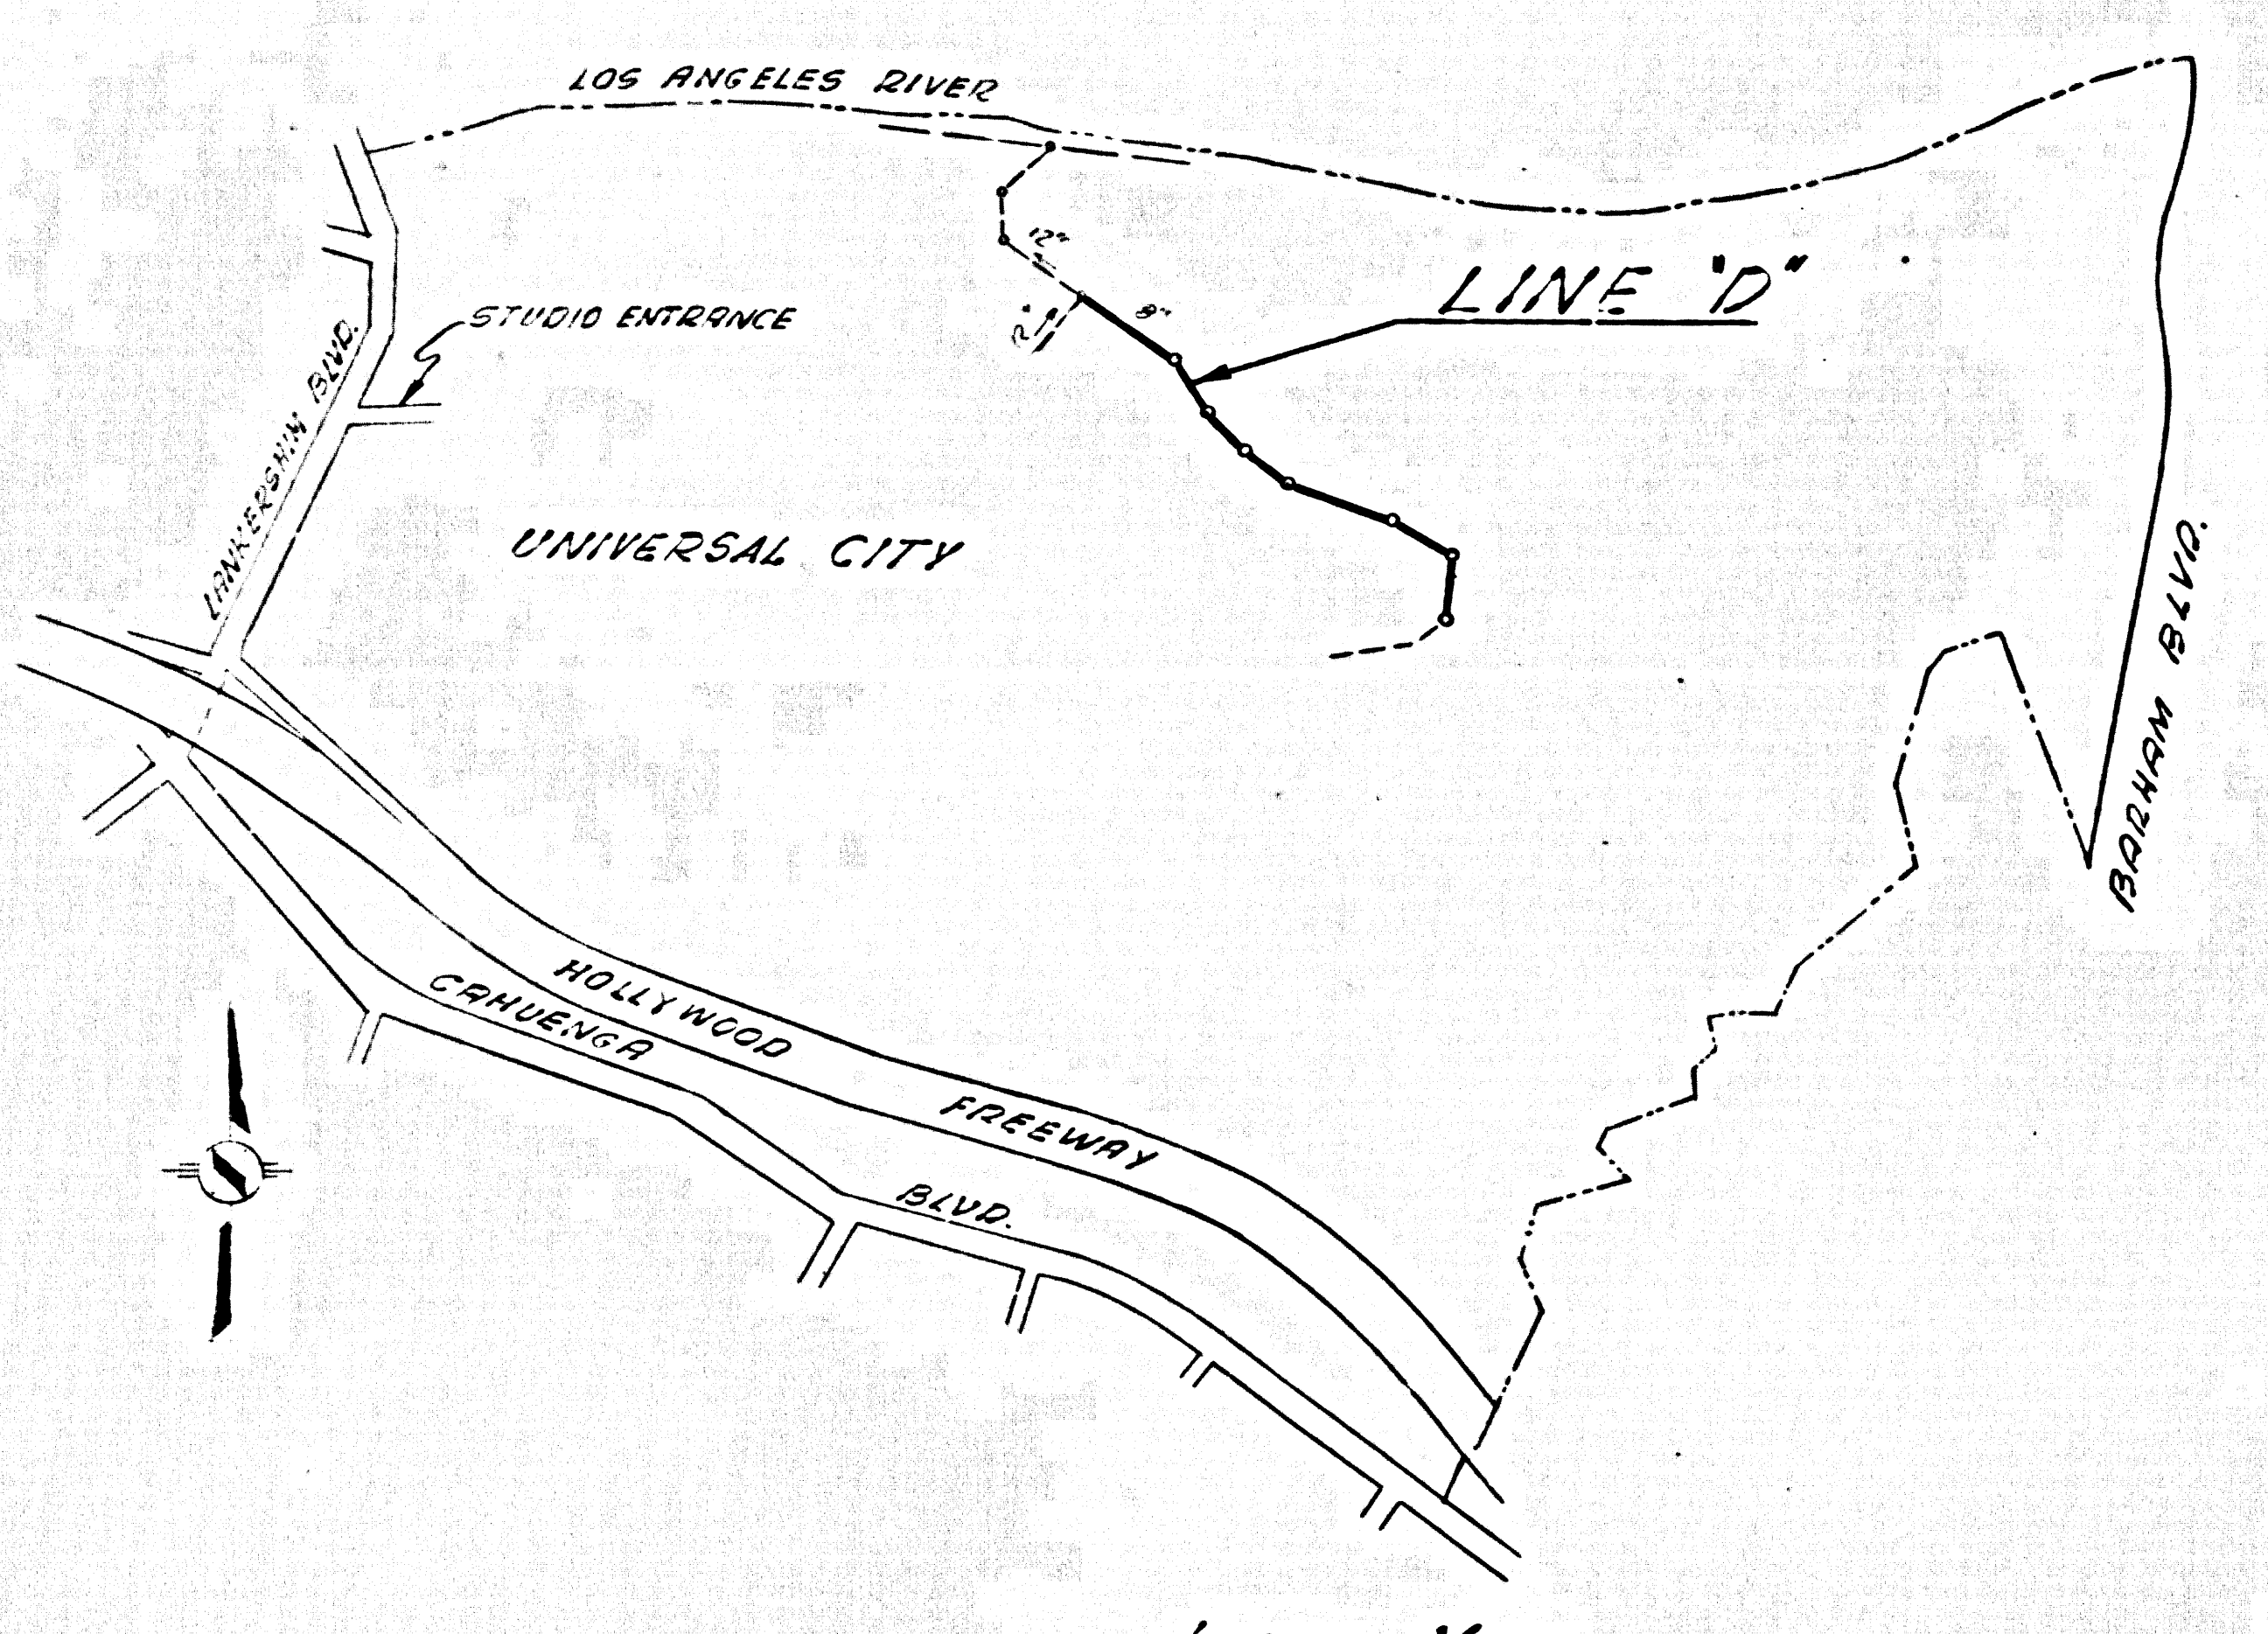 LOS ANGELES RIVER
12"
LINE "D"
8"
STUDIO ENTRANCE
LANKERSHIM BLVD.
UNIVERSAL CITY
BARHAM BLVD.
HOLLYWOOD FREEWAY
CAHUENGA BLVD.